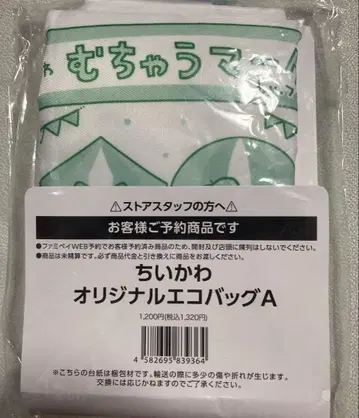 むちゃうマ
⚠ストアスタッフの方へ⚠
お客様ご予約商品です
●ファミペイWEB予約でお客様予約済み商品のため、開封及び店頭に陳列はしないでください。
●商品は未精算です。必ず商品代金と引き換えに商品をお渡しください。
ちいかわ
オリジナルエコバッグA
1,200円(税込1,320円)
4 582695 839364
※こちらの台紙は梱包材です。輸送の際に多少の傷や折れが生じます。
交換には応じかねますのでご了承ください。